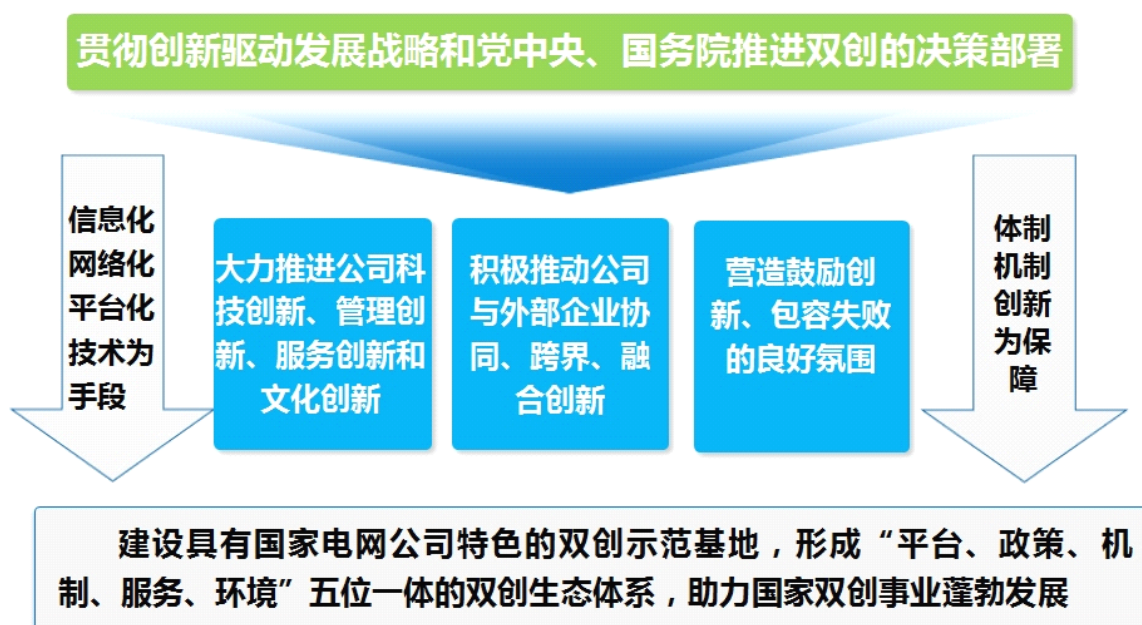 贯彻创新驱动发展战略和党中央、国务院推进双创的决策部署
信息化
网络化
平台化
技术为
手段
大力推进公司科
技创新、管理创
新、服务创新和
文化创新
积极推动公司
与外部企业协
同、跨界、融
合创新
营造鼓励创
新、包容失败
的良好氛围
体制
机制
创新
为保
障
建设具有国家电网公司特色的双创示范基地，形成“平台、政策、机
制、服务、环境”五位一体的双创生态体系，助力国家双创事业蓬勃发展